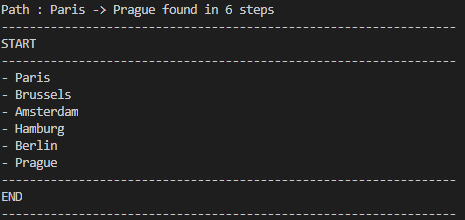 Path : Paris -> Prague found in 6 steps
-----------------------------------------------------------------
START
-----------------------------------------------------------------
- Paris
- Brussels
- Amsterdam
- Hamburg
- Berlin
- Prague
-----------------------------------------------------------------
END
-----------------------------------------------------------------